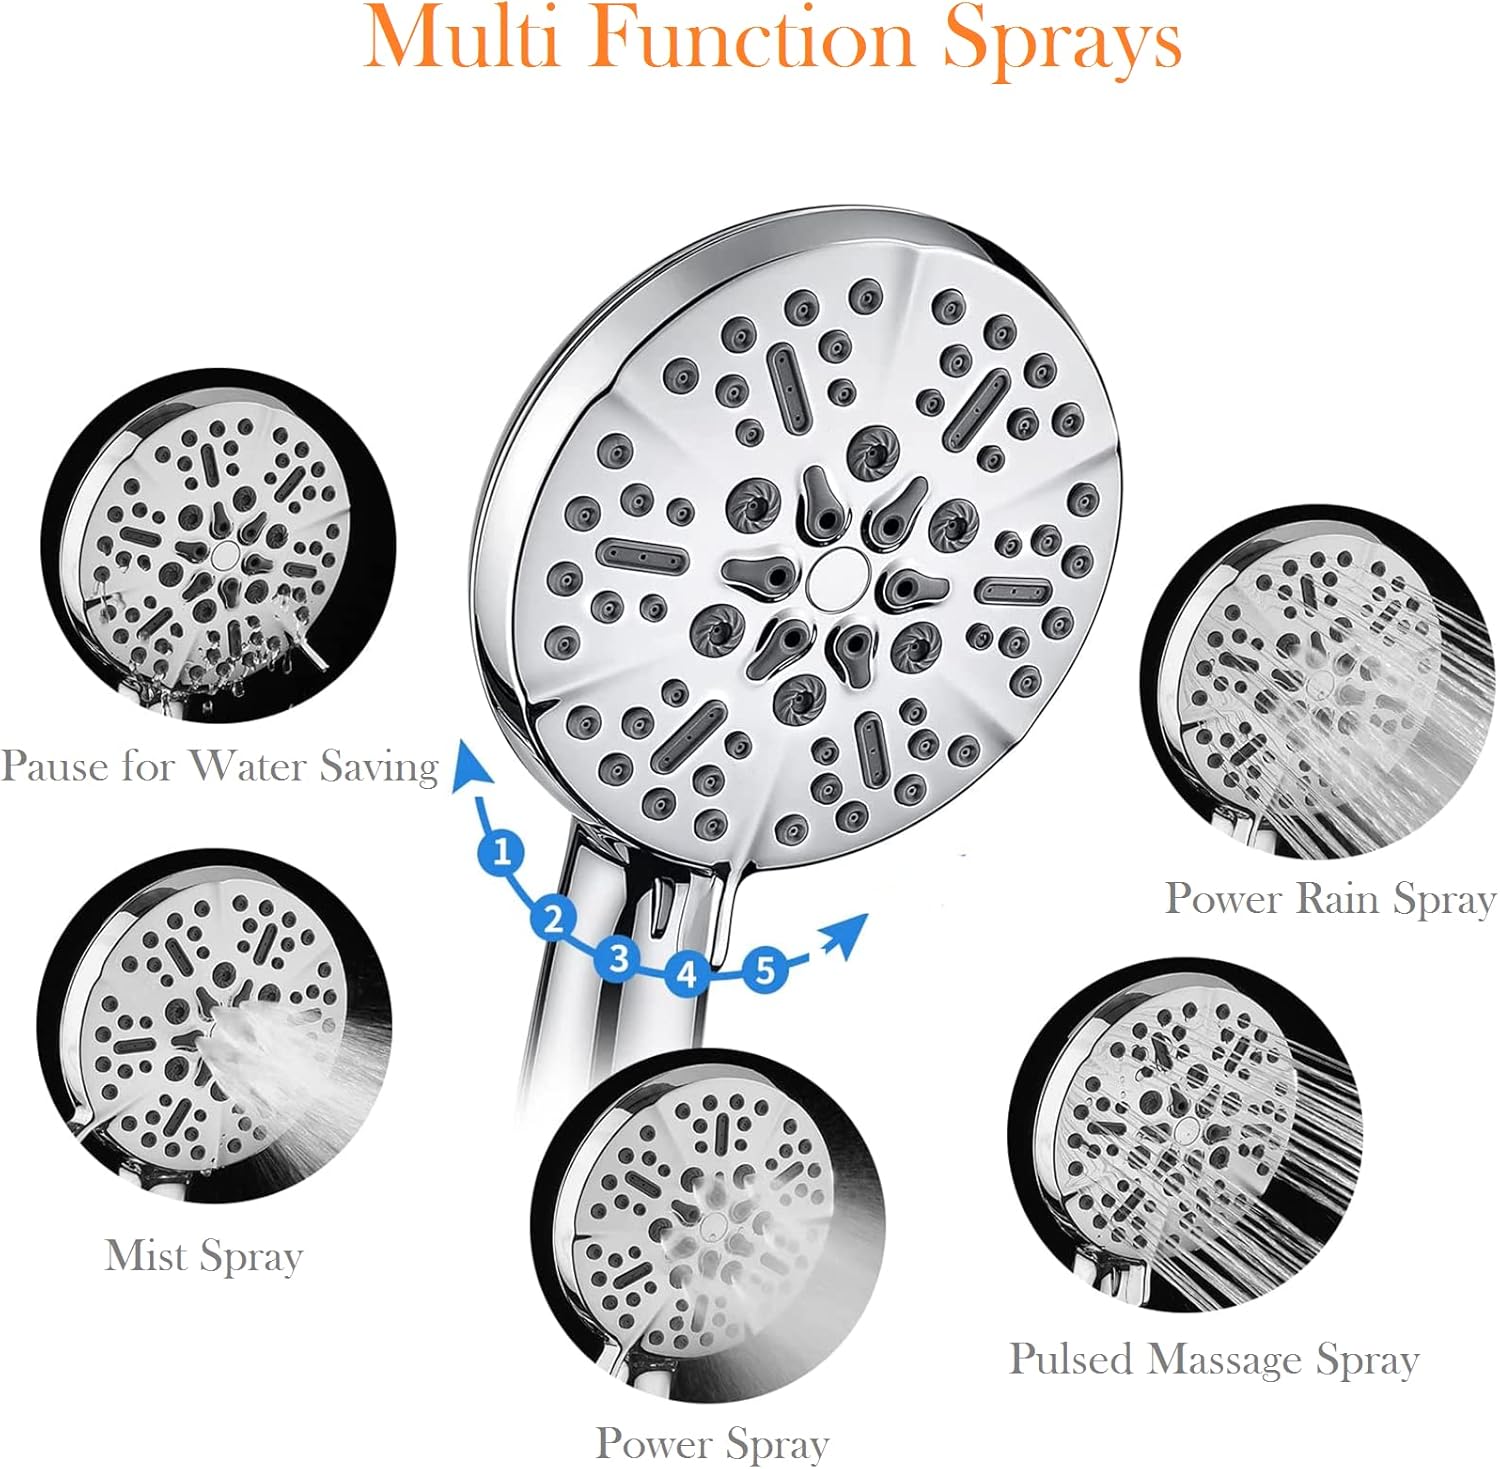 Multi Function Sprays
Pause for Water Saving
1
2
3
4
5
Power Rain Spray
Mist Spray
Pulsed Massage Spray
Power Spray